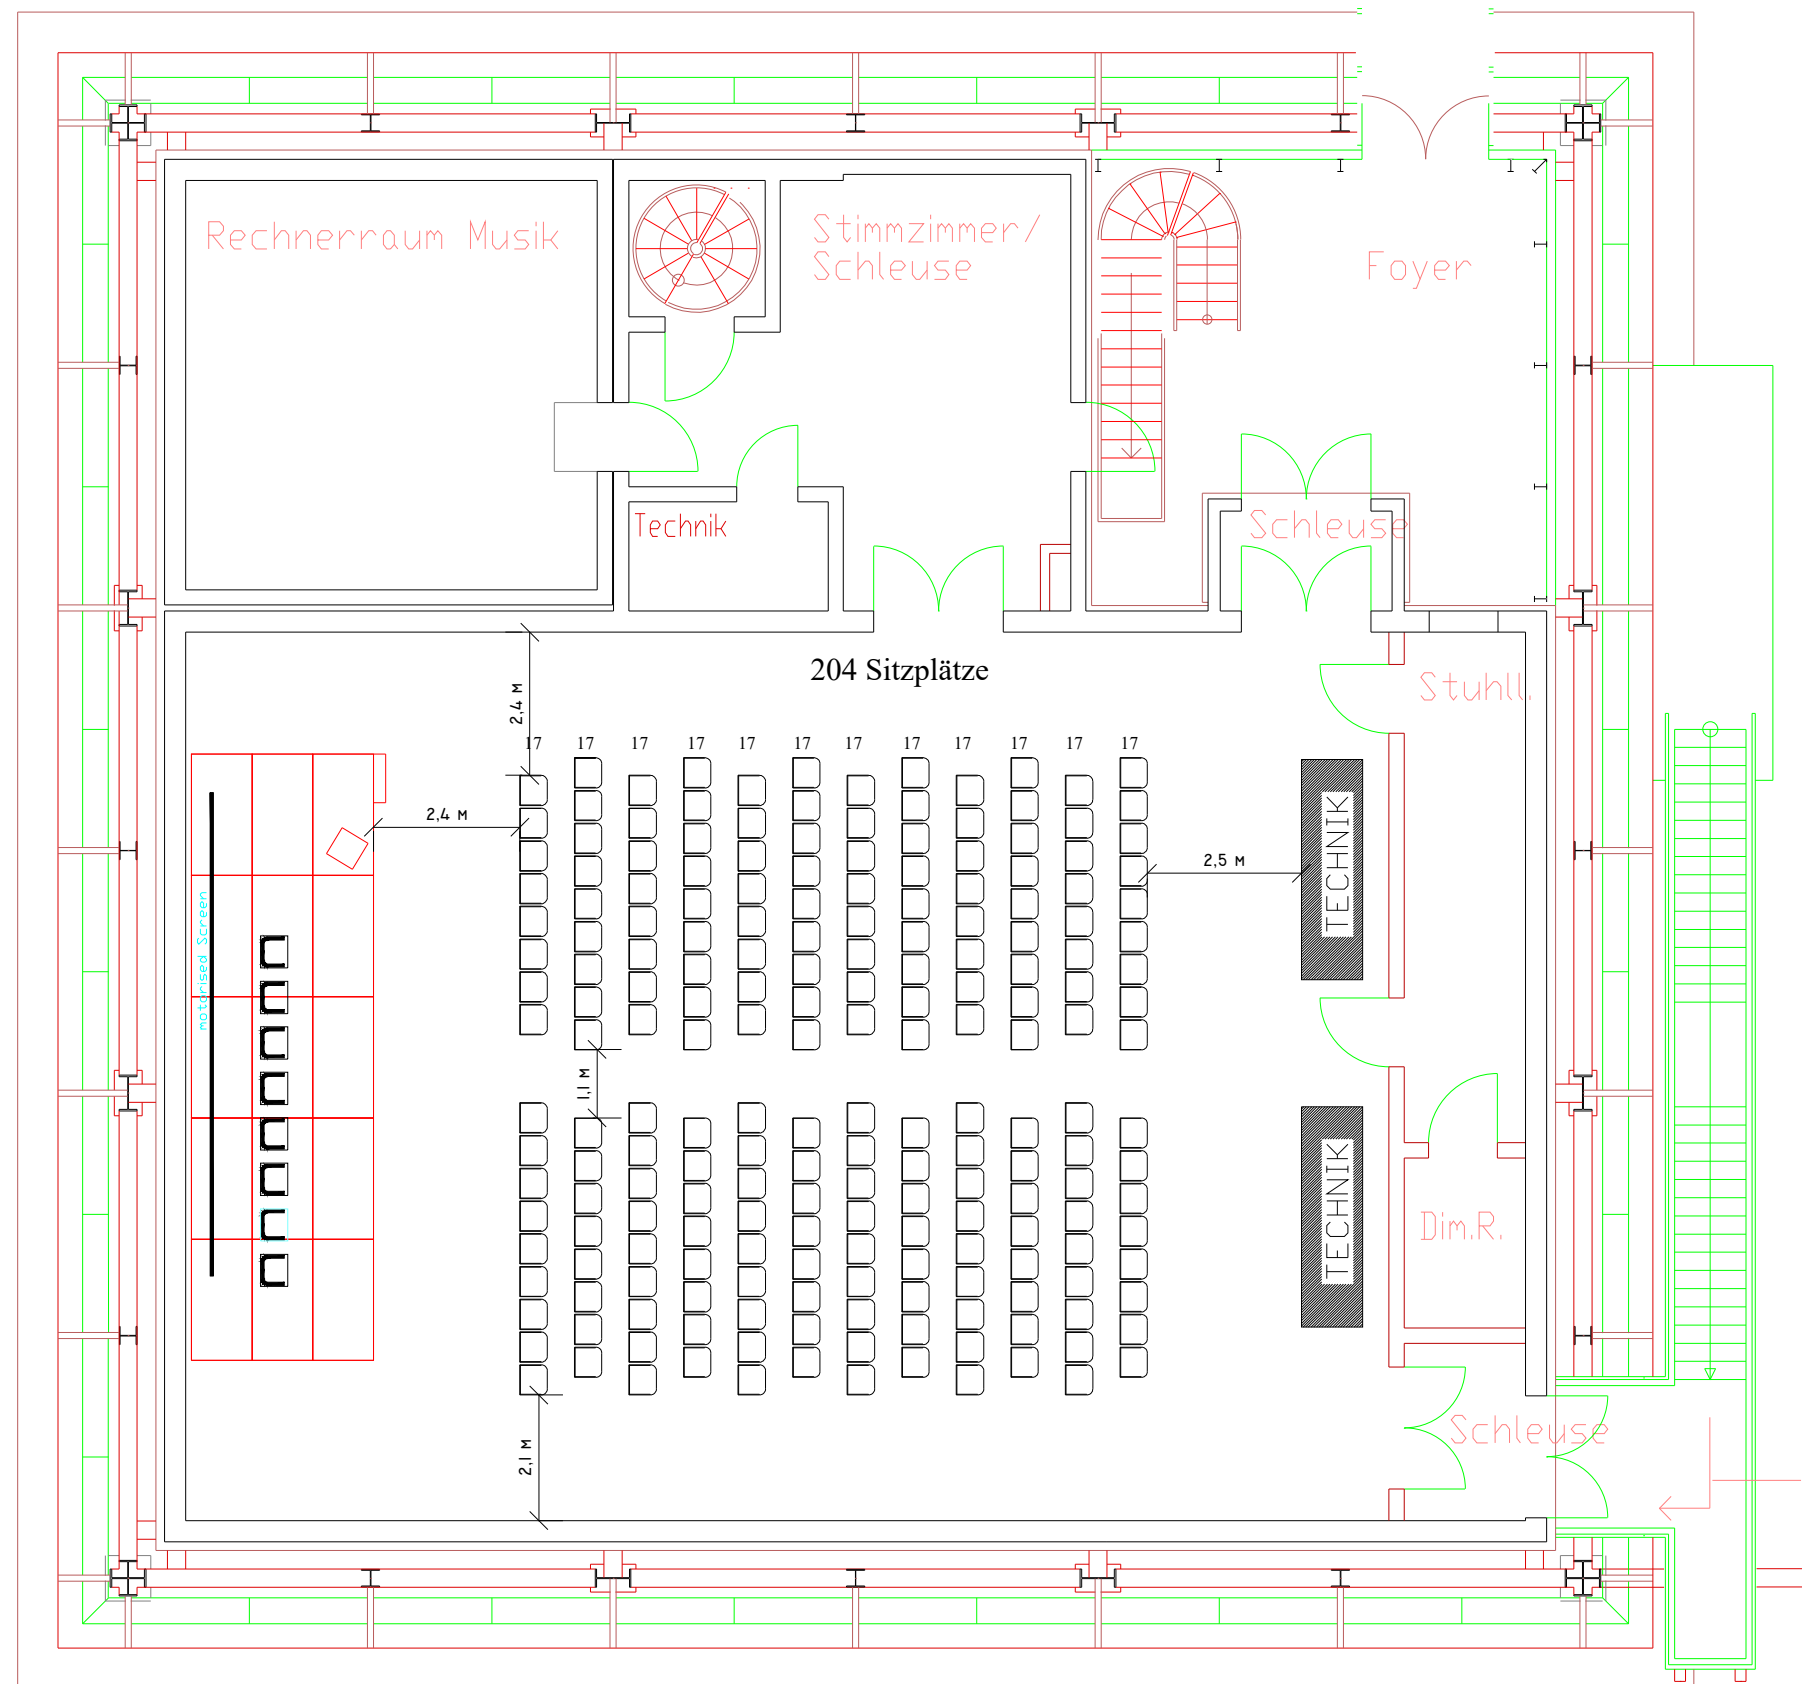 Rechnerraum Musik
Stimmzimmer/
Schleuse
Foyer
Technik
Schleuse
204 Sitzplätze
Stuhll.
2,4 M
17 17 17 17 17 17 17 17 17 17 17 17
2,4 M
2,5 M
TECHNIK
motorised Screen
1,1 M
TECHNIK
Dim.R.
2,1 M
Schleuse